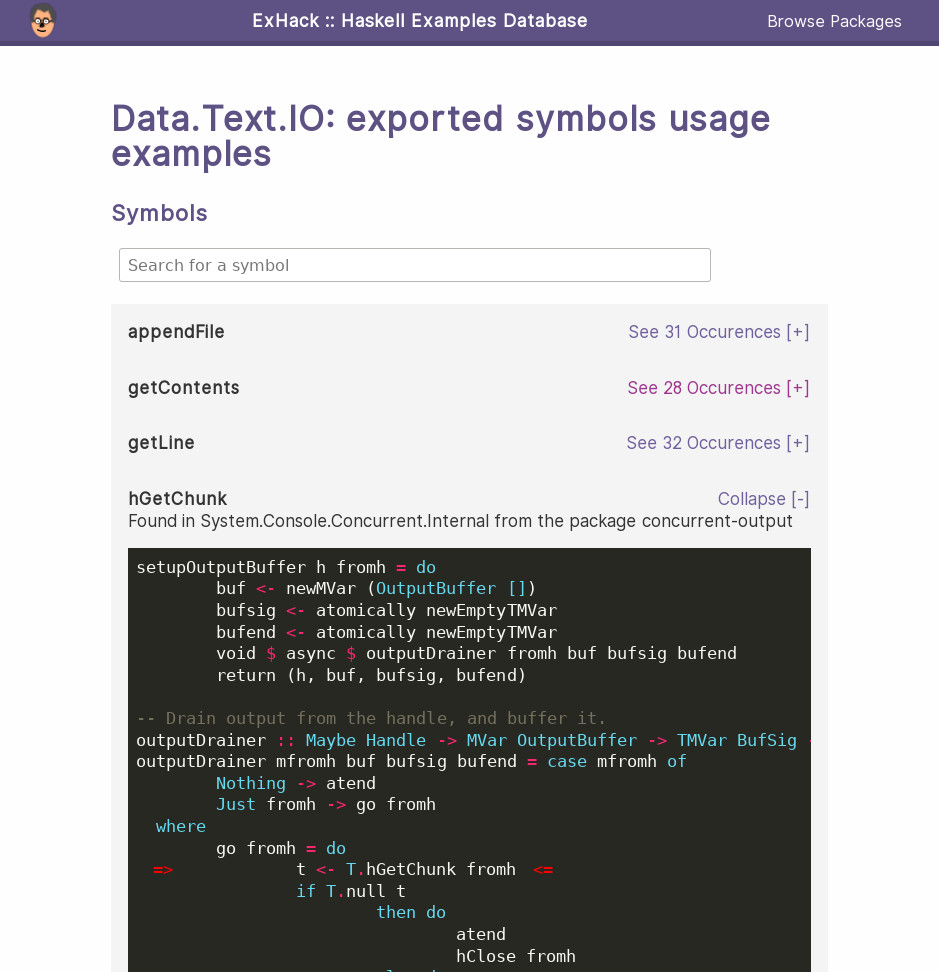 ExHack :: Haskell Examples Database
Browse Packages
Data.Text.IO: exported symbols usage
examples
Symbols
Search for a symbol
appendFile See 31 Occurences [+]
getContents See 28 Occurences [+]
getLine See 32 Occurences [+]
hGetChunk Collapse [-]
Found in System.Console.Concurrent.Internal from the package concurrent-output
setupOutputBuffer h fromh = do
        buf <- newMVar (OutputBuffer [])
        bufsig <- atomically newEmptyTMVar
        bufend <- atomically newEmptyTMVar
        void $ async $ outputDrainer fromh buf bufsig bufend
        return (h, buf, bufsig, bufend)
-- Drain output from the handle, and buffer it.
outputDrainer :: Maybe Handle -> MVar OutputBuffer -> TMVar BufSig
outputDrainer mfromh buf bufsig bufend = case mfromh of
        Nothing -> atend
        Just fromh -> go fromh
  where
        go fromh = do
=>              t <- T.hGetChunk fromh <=
                if T.null t
                        then do
                                atend
                                hClose fromh